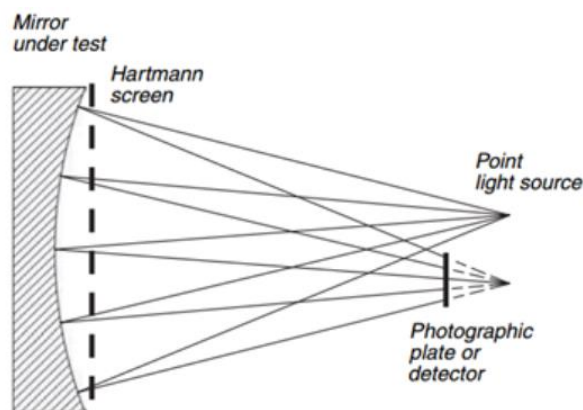 Mirror
under test
Hartmann
screen
Point
light source
Photographic
plate or
detector